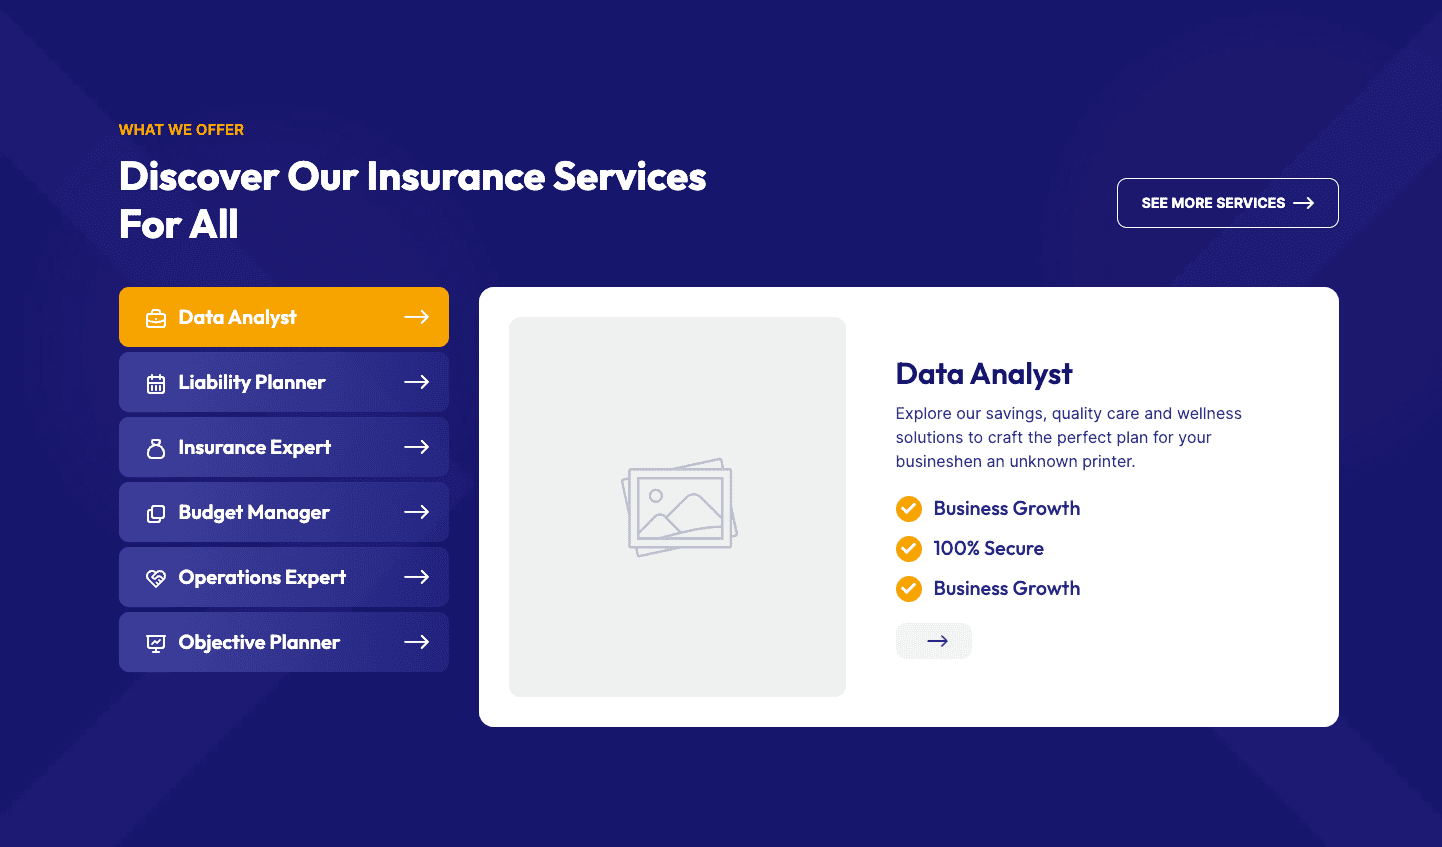 WHAT WE OFFER
Discover Our Insurance Services
For All
SEE MORE SERVICES
Data Analyst
Liability Planner
Insurance Expert
Budget Manager
Operations Expert
Objective Planner
Data Analyst
Explore our savings, quality care and wellness
solutions to craft the perfect plan for your
busineshen an unknown printer.
Business Growth
100% Secure
Business Growth